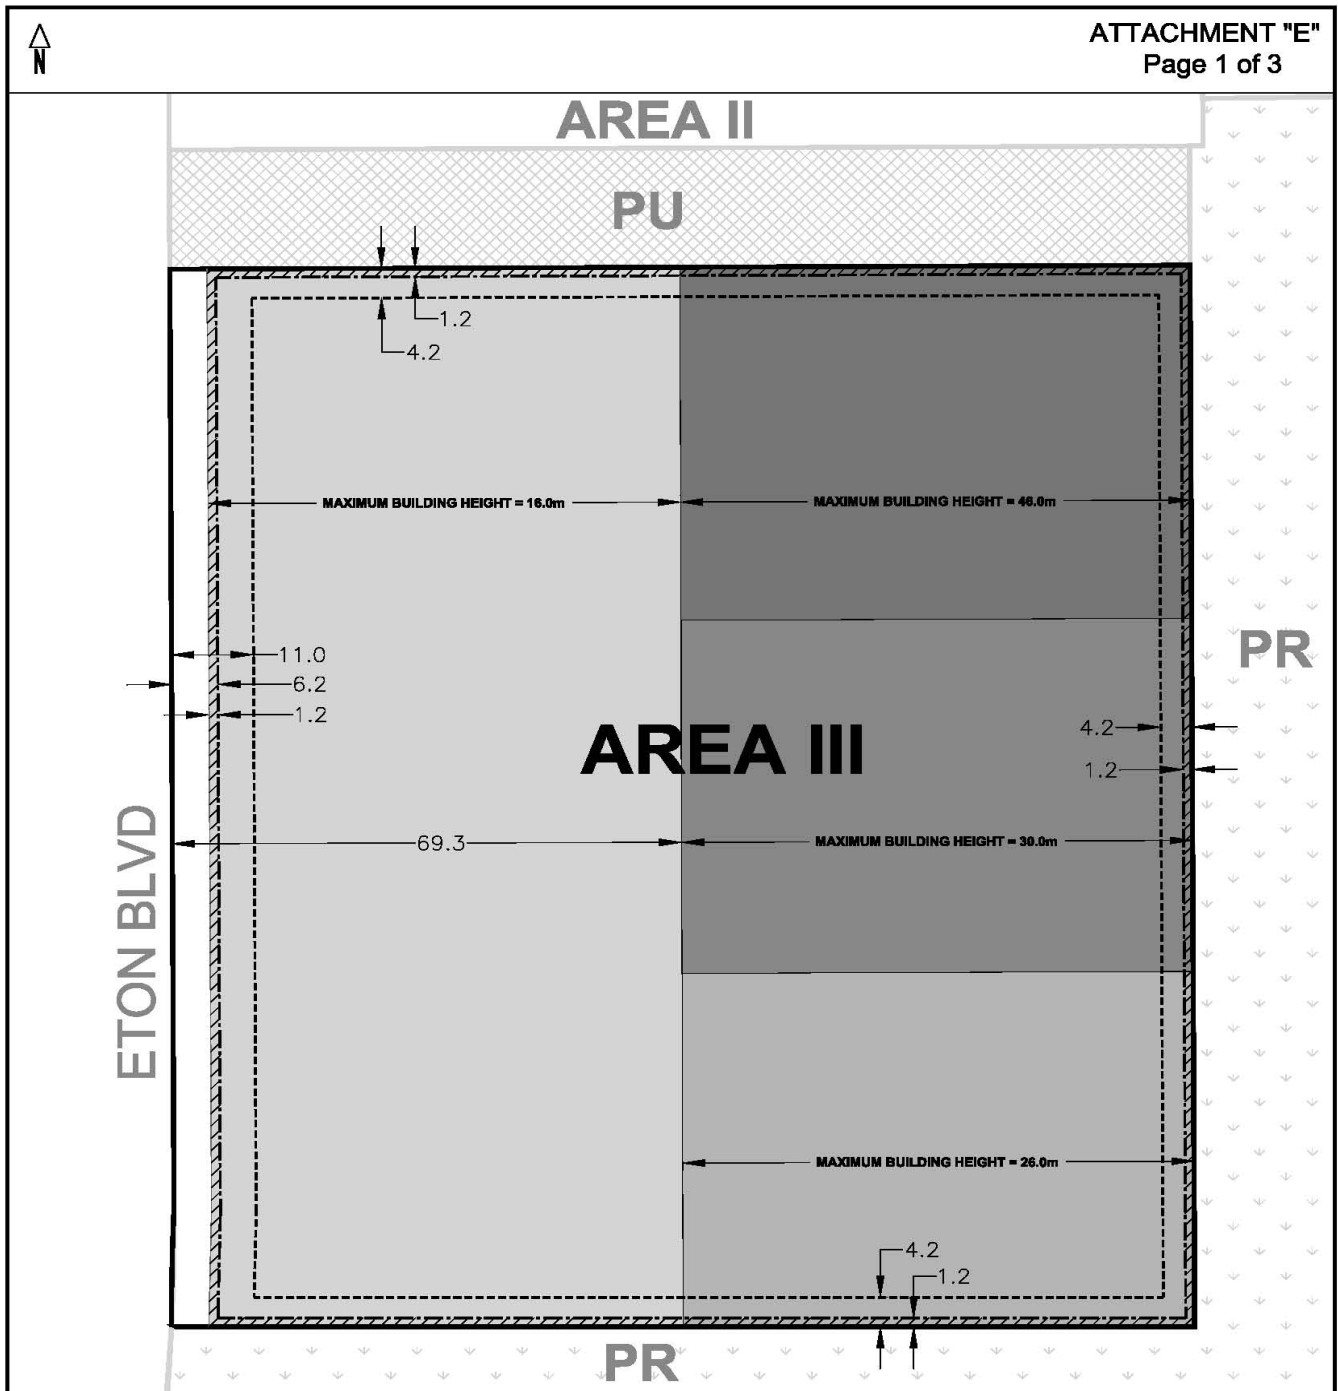 N
ATTACHMENT "E"
Page 1 of 3
AREA II
PU
1.2
4.2
MAXIMUM BUILDING HEIGHT = 16.0m
MAXIMUM BUILDING HEIGHT = 46.0m
11.0
6.2
1.2
PR
AREA III
4.2
1.2
69.3
MAXIMUM BUILDING HEIGHT = 30.0m
ETON BLVD
MAXIMUM BUILDING HEIGHT = 26.0m
4.2
1.2
PR